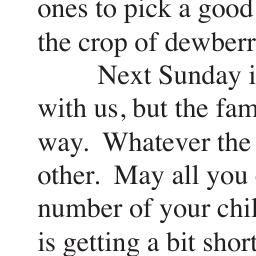 ones to pick a good
the crop of dewberr
Next Sunday i
with us, but the fam
way. Whatever the
other. May all you
number of your chil
is getting a bit short